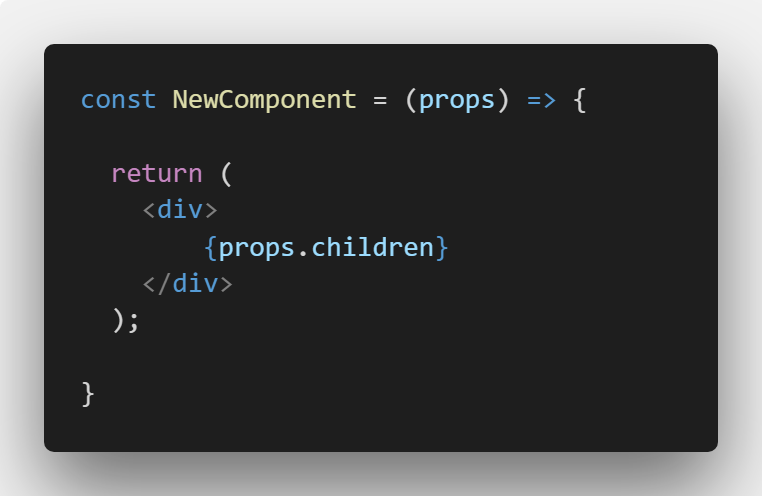 const NewComponent = (props) => {
return (
<div>
{props.children}
</div>
);
}